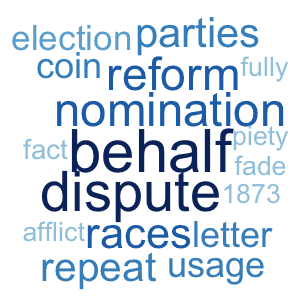 election parties
coin reform fully
nomination
fact behalf piety
fade
dispute 1873
afflict races letter
repeat usage